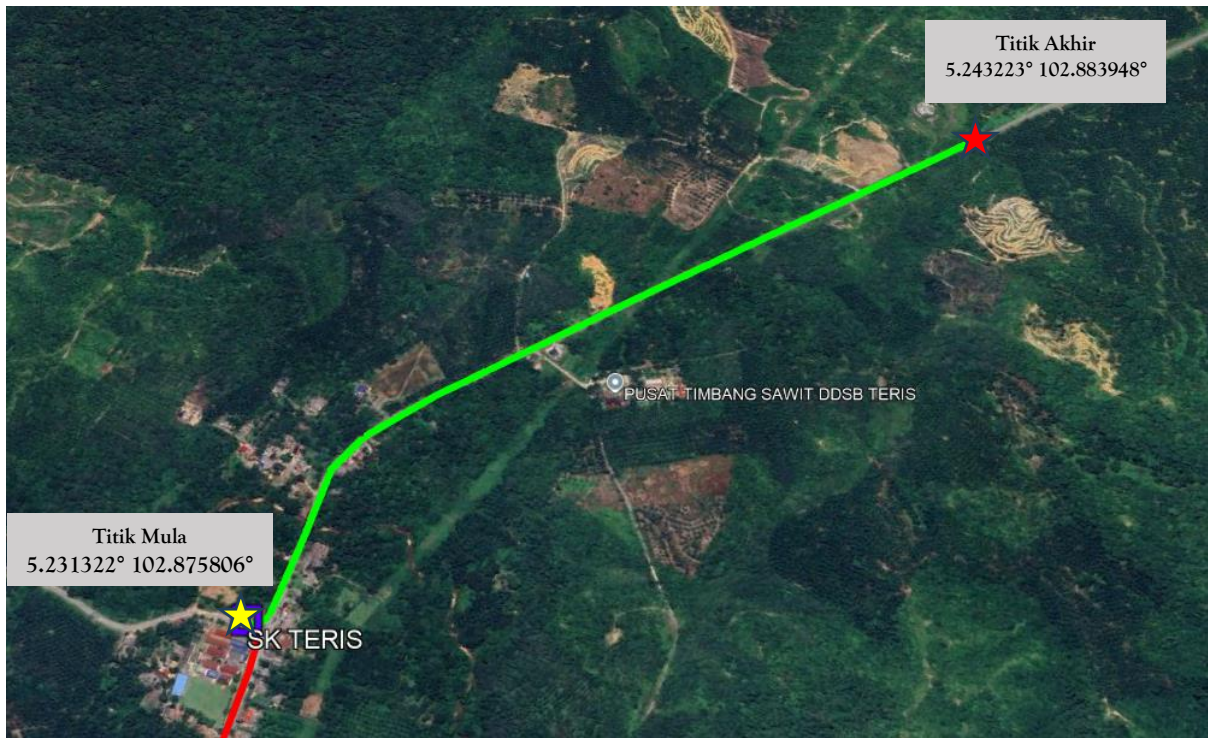 Titik Akhir
5.243223° 102.883948°
PUSAT TIMBANG SAWIT DDSB TERIS
Titik Mula
5.231322° 102.875806°
SK TERIS